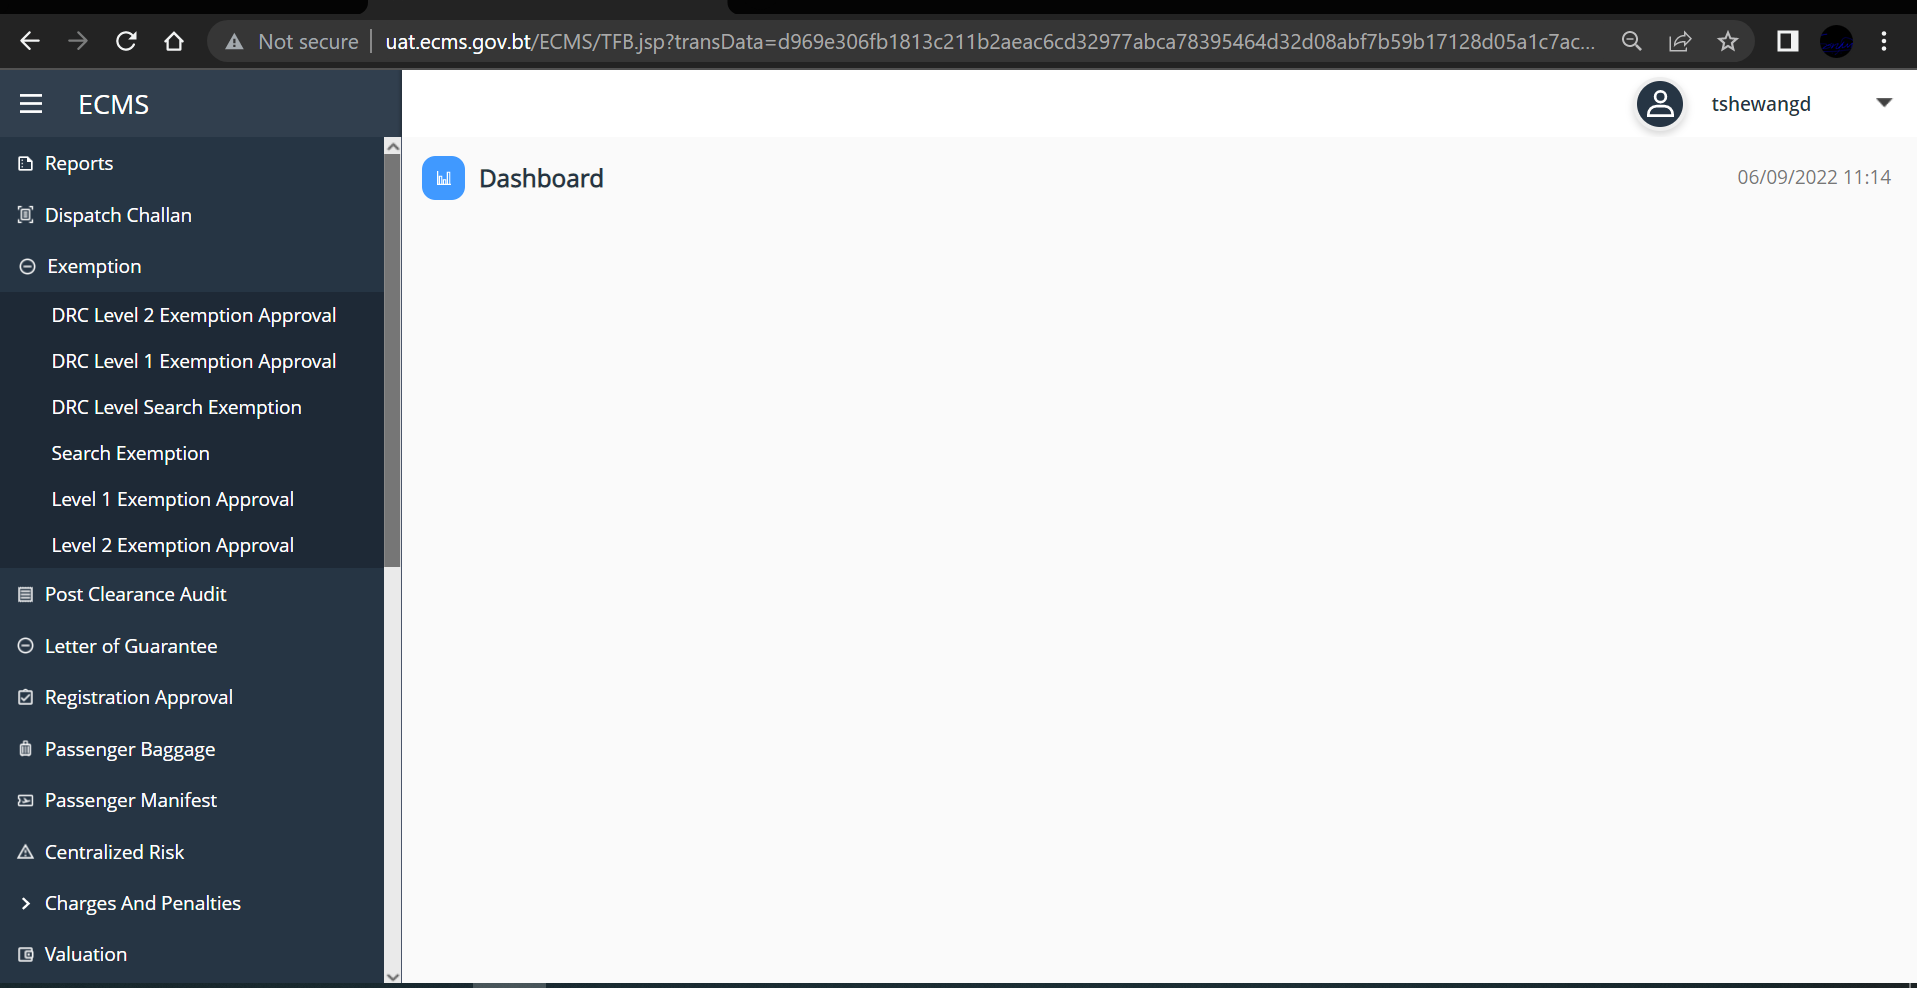 Not secure | uat.ecms.gov.bt/ECMS/TFB.jsp?transData=d969e306fb1813c211b2aeac6cd32977abca78395464d32d08abf7b59b17128d05a1c7ac...
ECMS
tshewangd
Reports
Dashboard
06/09/2022 11:14
Dispatch Challan
Exemption
DRC Level 2 Exemption Approval
DRC Level 1 Exemption Approval
DRC Level Search Exemption
Search Exemption
Level 1 Exemption Approval
Level 2 Exemption Approval
Post Clearance Audit
Letter of Guarantee
Registration Approval
Passenger Baggage
Passenger Manifest
Centralized Risk
Charges And Penalties
Valuation